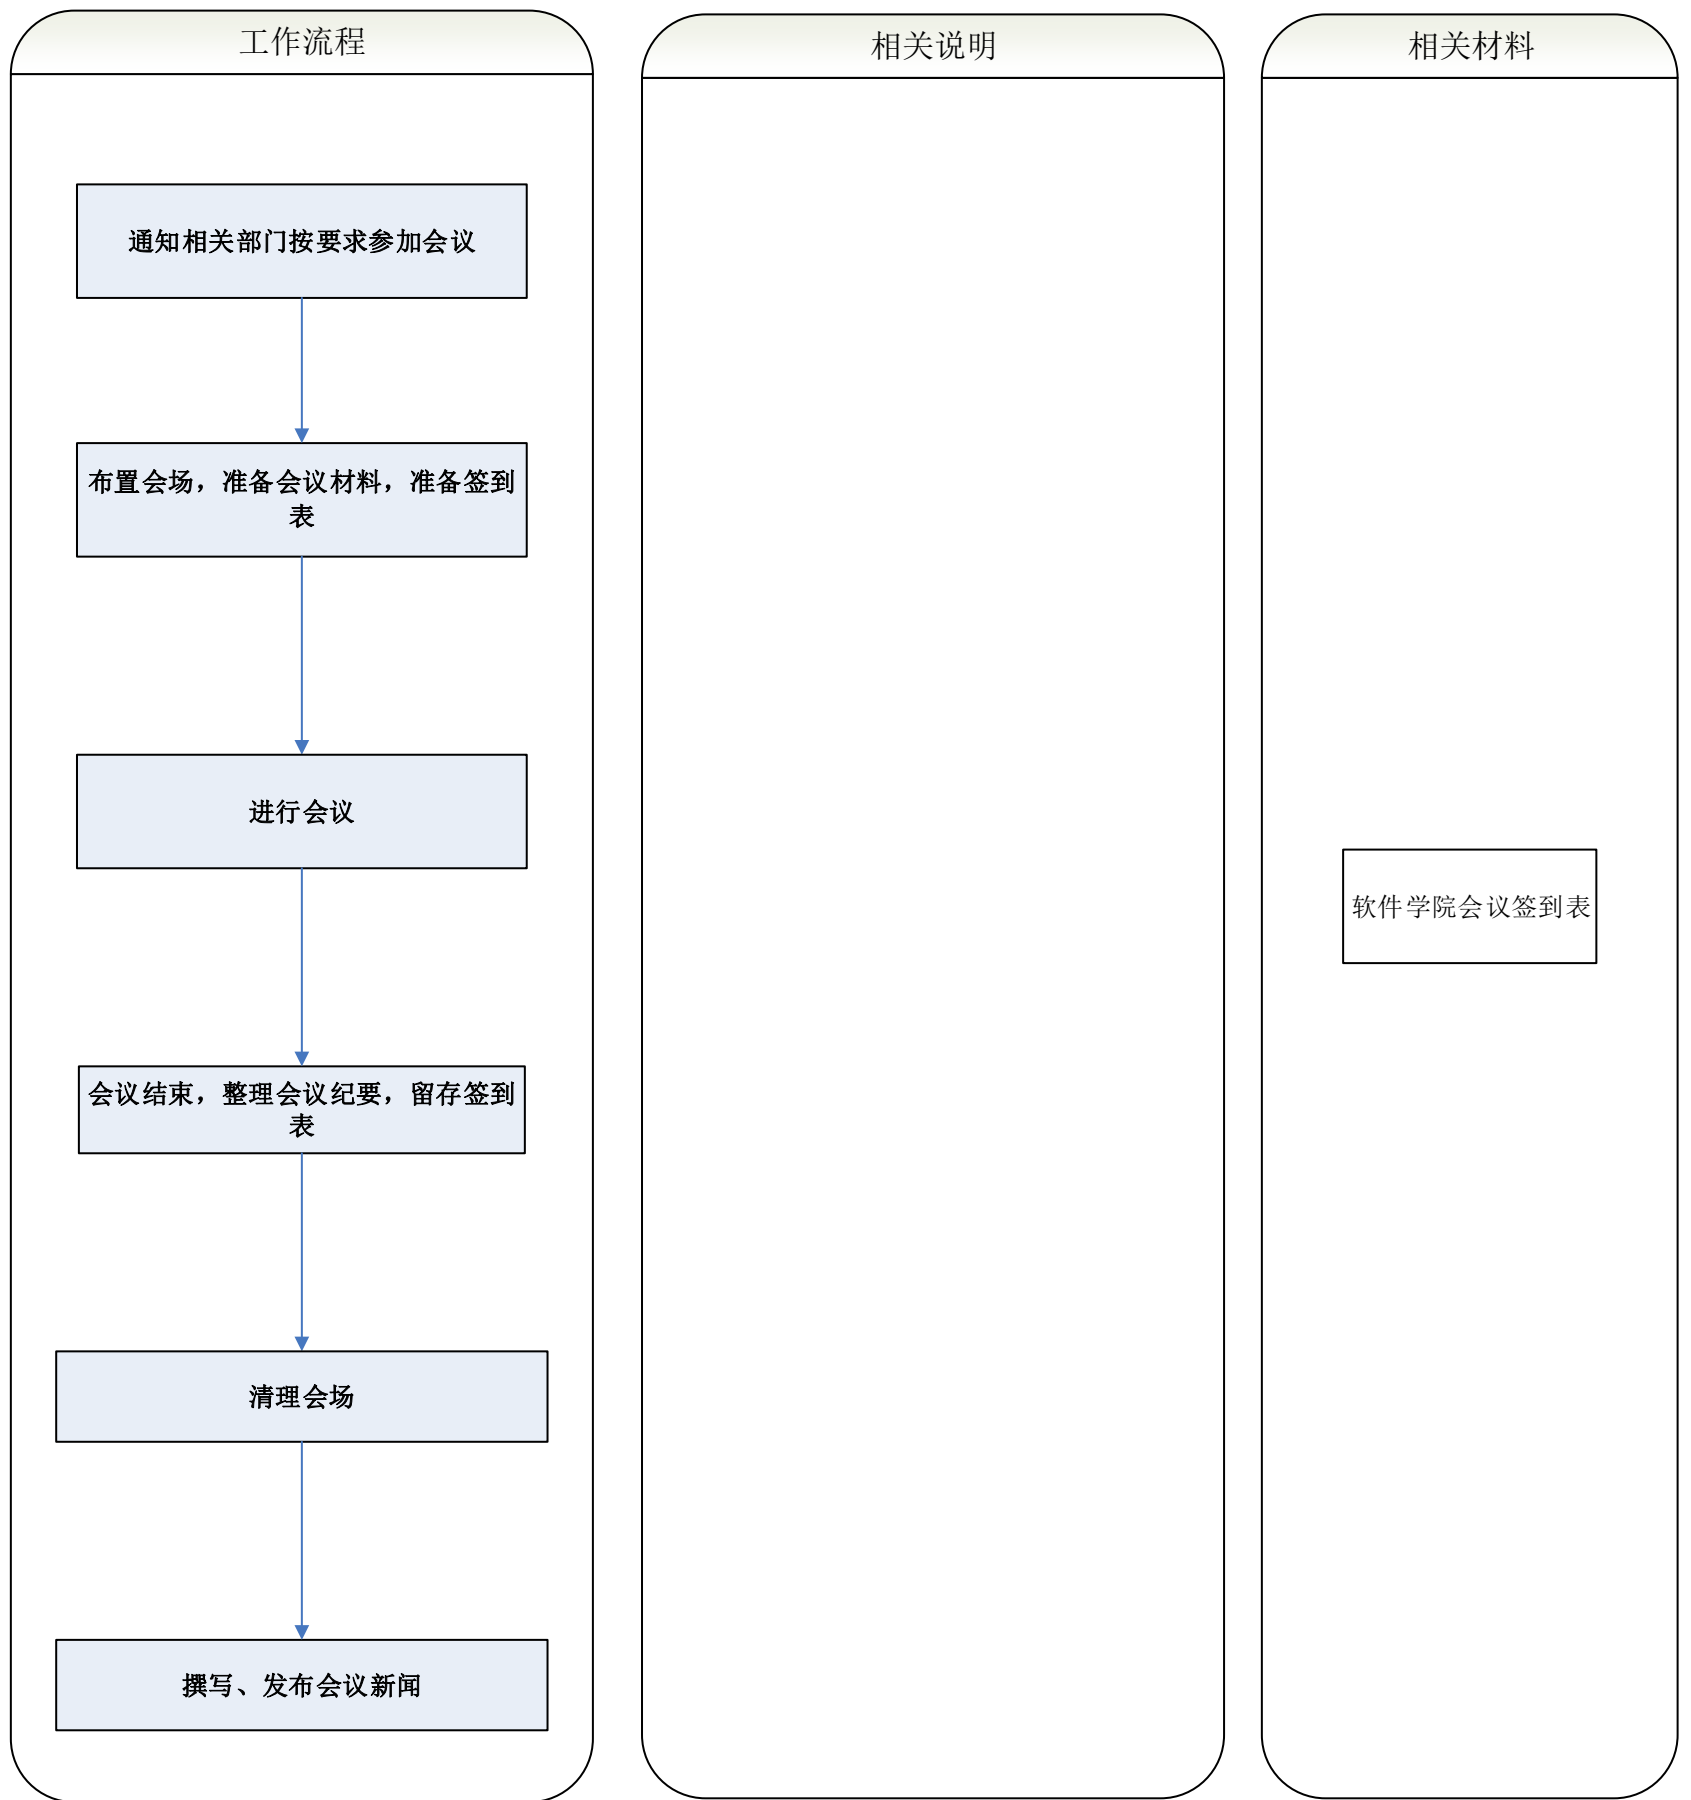 工作流程
相关说明
相关材料
通知相关部门按要求参加会议
布置会场，准备会议材料，准备签到
表
进行会议
软件学院会议签到表
会议结束，整理会议纪要，留存签到
表
清理会场
撰写、发布会议新闻